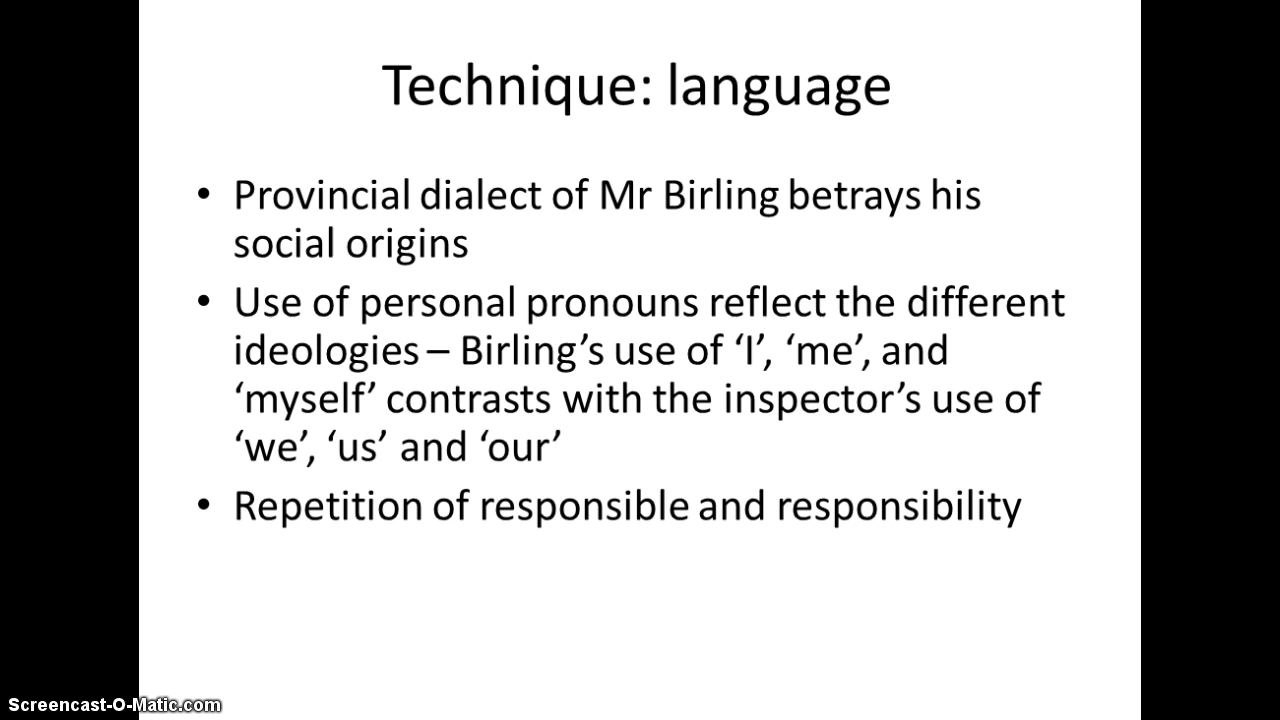 Technique: language
• Provincial dialect of Mr Birling betrays his
social origins
• Use of personal pronouns reflect the different
ideologies – Birling’s use of ‘I’, ‘me’, and
‘myself’ contrasts with the inspector’s use of
‘we’, ‘us’ and ‘our’
• Repetition of responsible and responsibility
Screencast-O-Matic.com